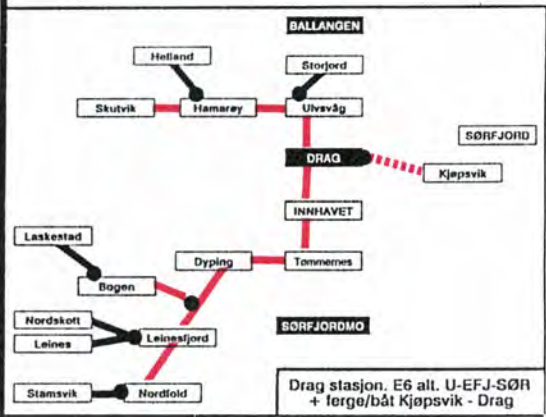 BALLANGEN
Helland
Storjord
Skutvik
Hamarøy
Ulvsvåg
SØRFJORD
DRAG
Kjøpsvik
INNHAVET
Laskestad
Dyping
Tømmernes
Bogen
Nordskott
Leines
Leinesfjord
SØRFJORDMO
Stamsvik
Nordfold
Drag stasjon. E6 alt. U-EFJ-SØR
+ ferge/båt Kjøpsvik - Drag